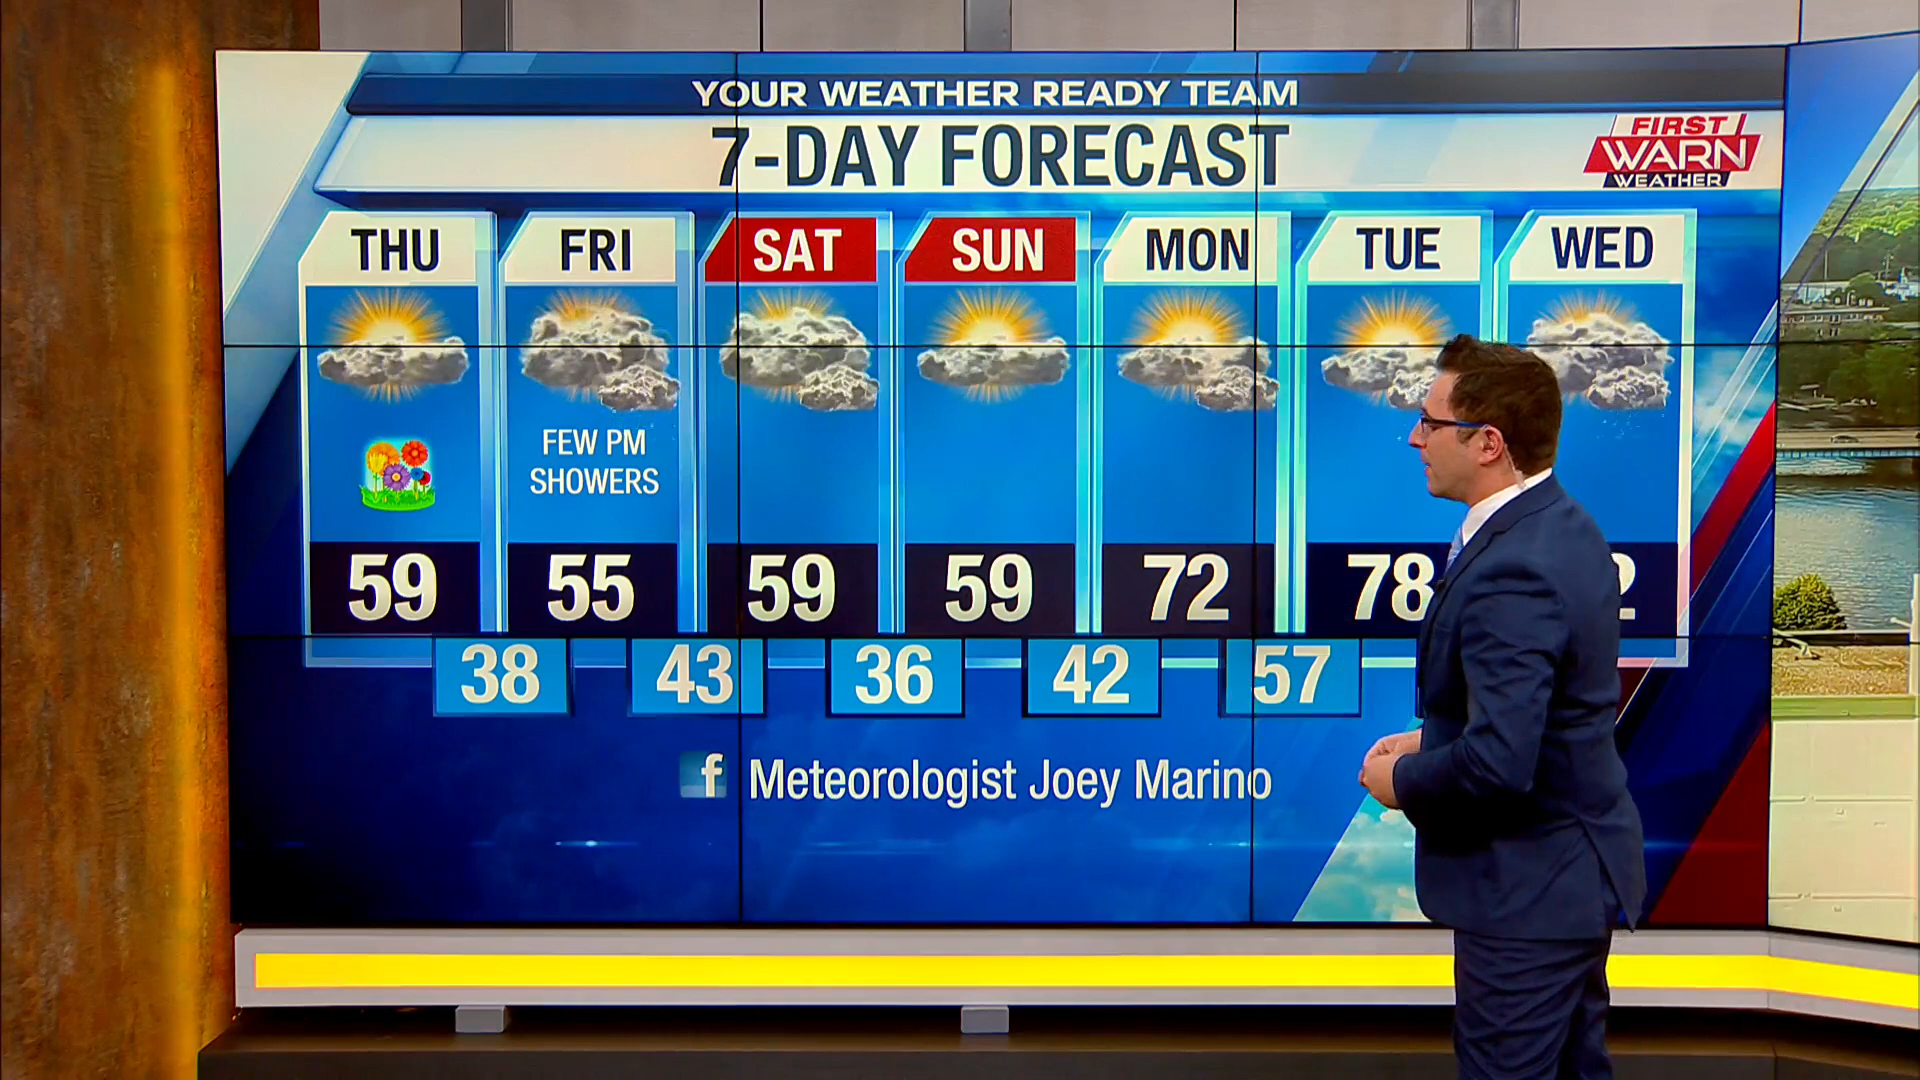 YOUR WEATHER READY TEAM
7-DAY FORECAST
FIRST
WARN
WEATHER
THU FRI SAT SUN MON TUE WED
FEW PM
SHOWERS
59 55 59 59 72 78
38 43 36 42 57
f Meteorologist Joey Marino